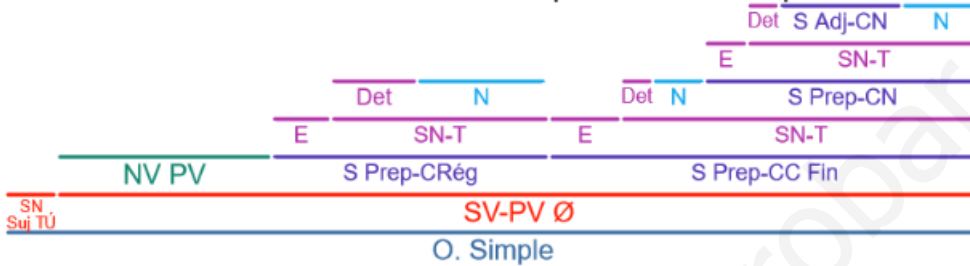 Det S Adj-CN N
E SN-T
Det N Det N S Prep-CN
E SN-T E SN-T
NV PV S Prep-CRég S Prep-CC Fin
SN
Suj TÚ
SV-PV Ø
O. Simple